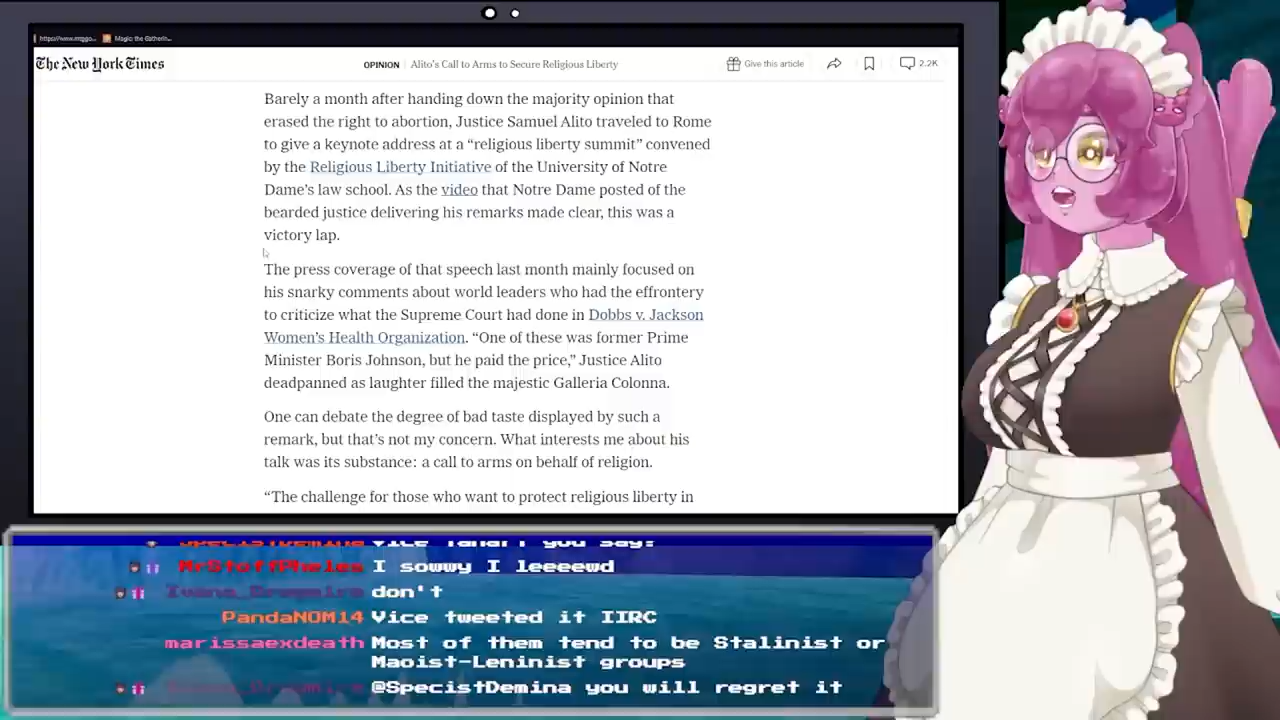 https://www.mtggo...
Magic: the Gatherin...
The New York Times
OPINION | Alito's Call to Arms to Secure Religious Liberty
Give this article
2.2K
Barely a month after handing down the majority opinion that
erased the right to abortion, Justice Samuel Alito traveled to Rome
to give a keynote address at a “religious liberty summit” convened
by the Religious Liberty Initiative of the University of Notre
Dame’s law school. As the video that Notre Dame posted of the
bearded justice delivering his remarks made clear, this was a
victory lap.
The press coverage of that speech last month mainly focused on
his snarky comments about world leaders who had the effrontery
to criticize what the Supreme Court had done in Dobbs v. Jackson
Women’s Health Organization. “One of these was former Prime
Minister Boris Johnson, but he paid the price,” Justice Alito
deadpanned as laughter filled the majestic Galleria Colonna.
One can debate the degree of bad taste displayed by such a
remark, but that’s not my concern. What interests me about his
talk was its substance: a call to arms on behalf of religion.
“The challenge for those who want to protect religious liberty in
SpecistDemina you say?
MrStoffPheles I sowwy I leeeewd
don't
PandaNOM14 Vice tweeted it IIRC
marissaexdeath Most of them tend to be Stalinist or
Maoist-Leninist groups
@SpecistDemina you will regret it